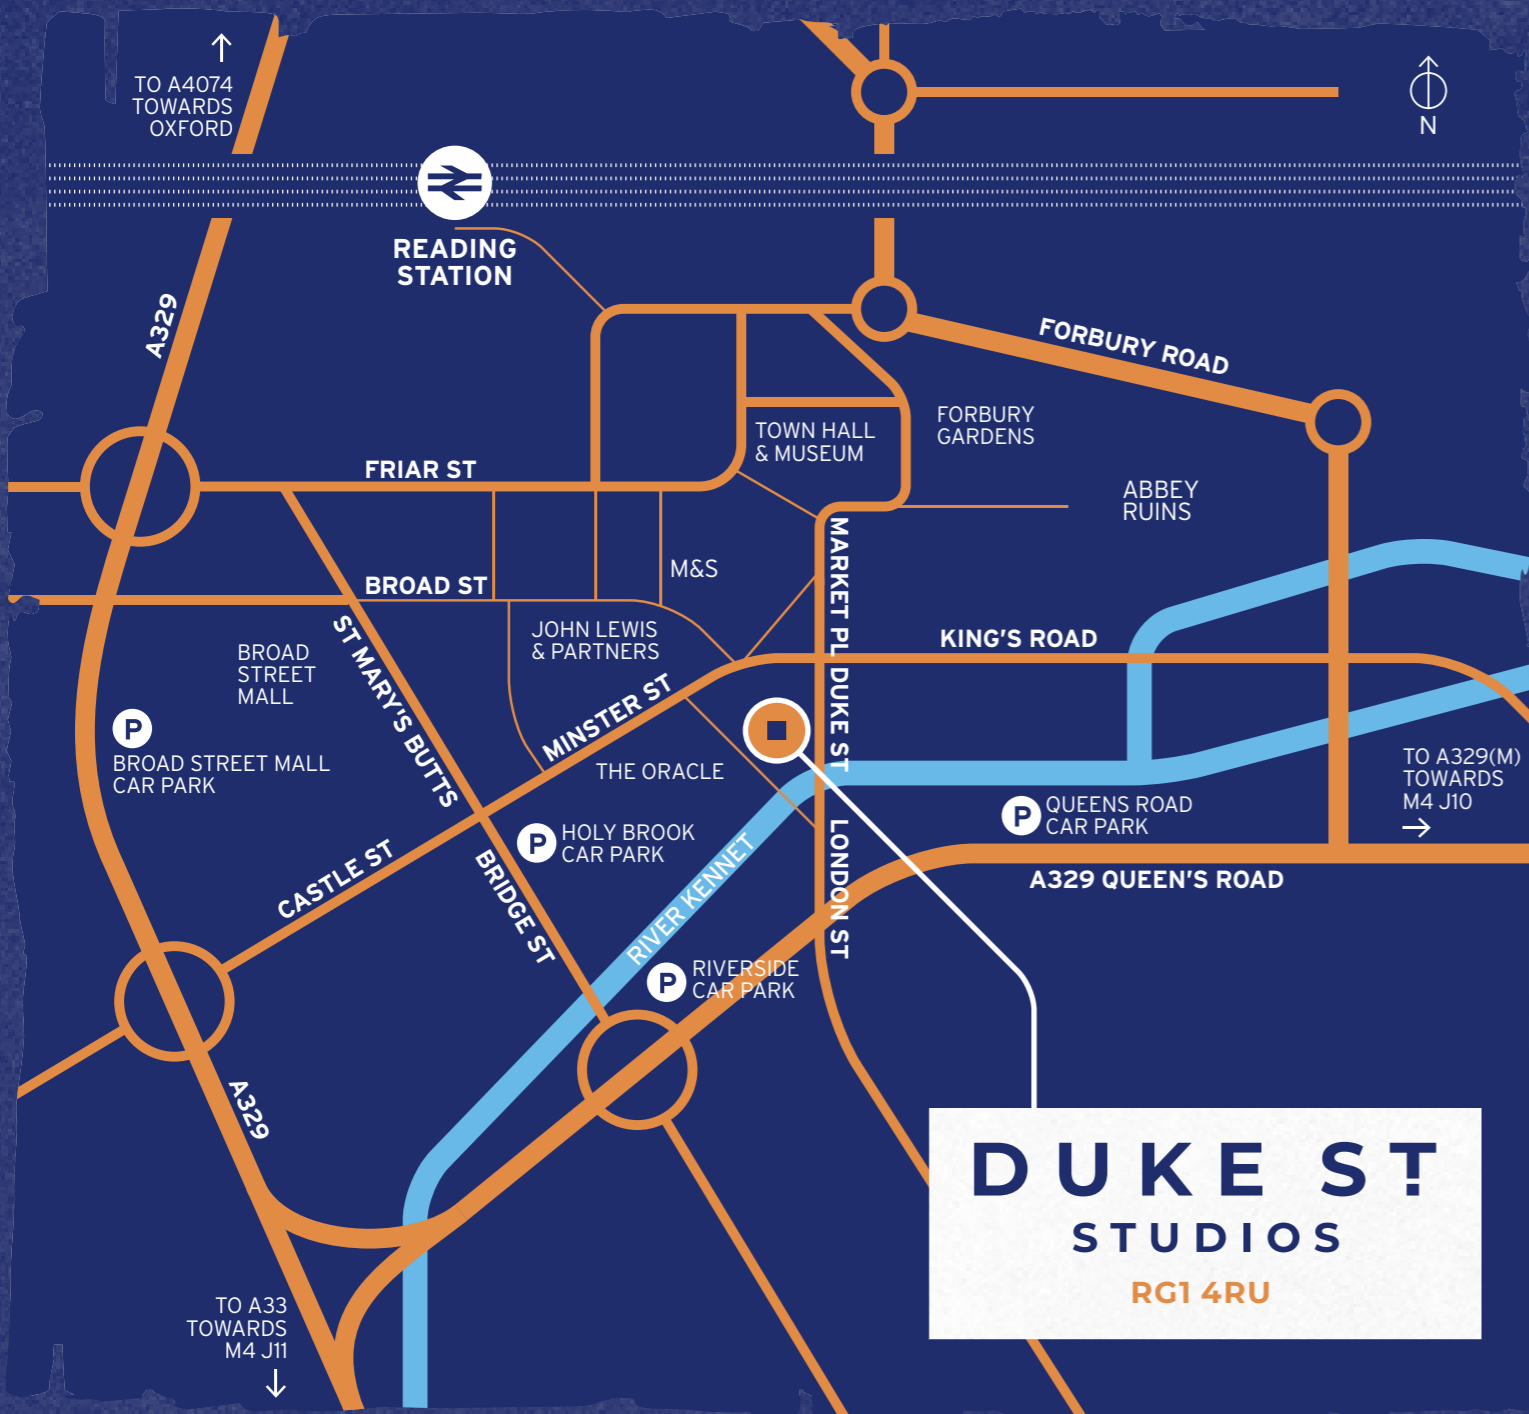 TO A4074
TOWARDS
OXFORD
N
READING
STATION
A329
FORBURY ROAD
FORBURY
GARDENS
TOWN HALL
& MUSEUM
FRIAR ST
ABBEY
RUINS
MARKET PL
M&S
BROAD ST
JOHN LEWIS
& PARTNERS
KING'S ROAD
BROAD
STREET
MALL
ST MARY'S BUTTS
MINSTER ST
DUKE ST
P
BROAD STREET MALL
CAR PARK
THE ORACLE
TO A329(M)
TOWARDS
M4 J10
P
QUEENS ROAD
CAR PARK
P
HOLY BROOK
CAR PARK
CASTLE ST
BRIDGE ST
RIVER KENNET
LONDON ST
A329 QUEEN'S ROAD
P
RIVERSIDE
CAR PARK
A329
DUKE ST
STUDIOS
RG1 4RU
TO A33
TOWARDS
M4 J11